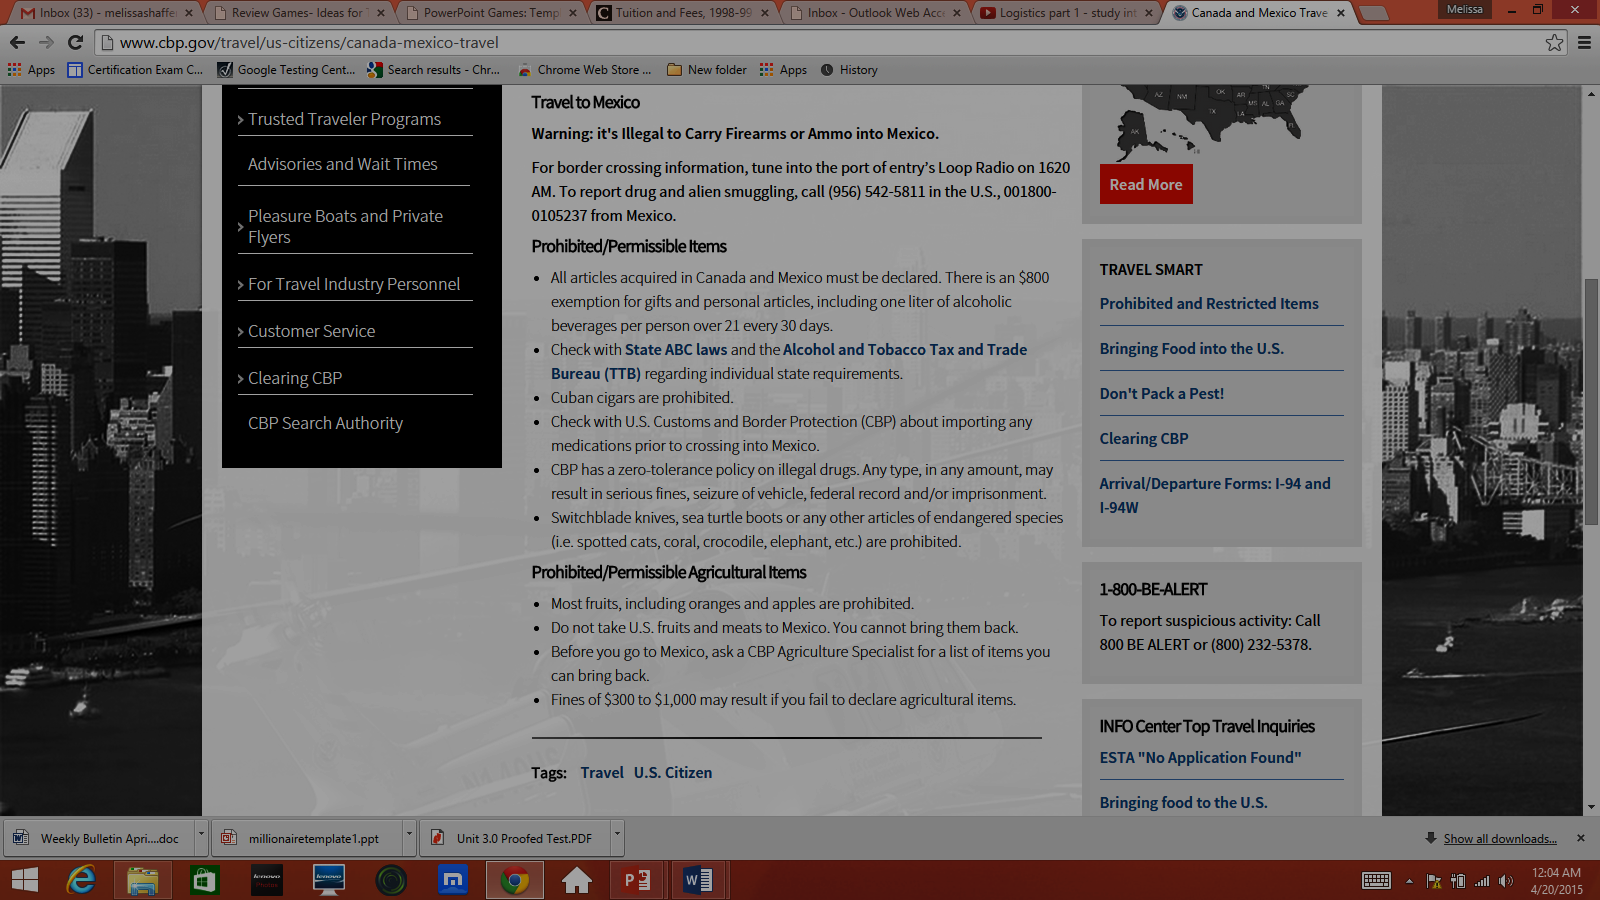 Inbox (33) - melissashaffe
Review Games- Ideas for T
PowerPoint Games: Temp
Tuition and Fees, 1998-99
Inbox - Outlook Web Acc
Logistics part 1 - study int
Canada and Mexico Trave
Melissa
www.cbp.gov/travel/us-citizens/canada-mexico-travel
Apps
Certification Exam C...
Google Testing Cent...
Search results - Chr...
Chrome Web Store ...
New folder
Apps
History
Trusted Traveler Programs
Advisories and Wait Times
Pleasure Boats and Private
Flyers
For Travel Industry Personnel
Customer Service
Clearing CBP
CBP Search Authority
Travel to Mexico
Warning: it's Illegal to Carry Firearms or Ammo into Mexico.
For border crossing information, tune into the port of entry's Loop Radio on 1620
AM. To report drug and alien smuggling, call (956) 542-5811 in the U.S., 001800-
0105237 from Mexico.
Prohibited/Permissible Items
• All articles acquired in Canada and Mexico must be declared. There is an $800
exemption for gifts and personal articles, including one liter of alcoholic
beverages per person over 21 every 30 days.
• Check with State ABC laws and the Alcohol and Tobacco Tax and Trade
Bureau (TTB) regarding individual state requirements.
• Cuban cigars are prohibited.
• Check with U.S. Customs and Border Protection (CBP) about importing any
medications prior to crossing into Mexico.
• CBP has a zero-tolerance policy on illegal drugs. Any type, in any amount, may
result in serious fines, seizure of vehicle, federal record and/or imprisonment.
• Switchblade knives, sea turtle boots or any other articles of endangered species
(i.e. spotted cats, coral, crocodile, elephant, etc.) are prohibited.
Prohibited/Permissible Agricultural Items
• Most fruits, including oranges and apples are prohibited.
• Do not take U.S. fruits and meats to Mexico. You cannot bring them back.
• Before you go to Mexico, ask a CBP Agriculture Specialist for a list of items you
can bring back.
• Fines of $300 to $1,000 may result if you fail to declare agricultural items.
Tags: Travel U.S. Citizen
AZ NM OK AR TN SC
MS AL GA
TX LA
FL
AK
HI
Read More
TRAVEL SMART
Prohibited and Restricted Items
Bringing Food into the U.S.
Don't Pack a Pest!
Clearing CBP
Arrival/Departure Forms: I-94 and
I-94W
1-800-BE-ALERT
To report suspicious activity: Call
800 BE ALERT or (800) 232-5378.
INFO Center Top Travel Inquiries
ESTA "No Application Found"
Bringing food to the U.S.
Weekly Bulletin Apri....doc
millionairetemplate1.ppt
Unit 3.0 Proofed Test.PDF
Show all downloads...
lenovo
Photos
lenovo
12:04 AM
4/20/2015